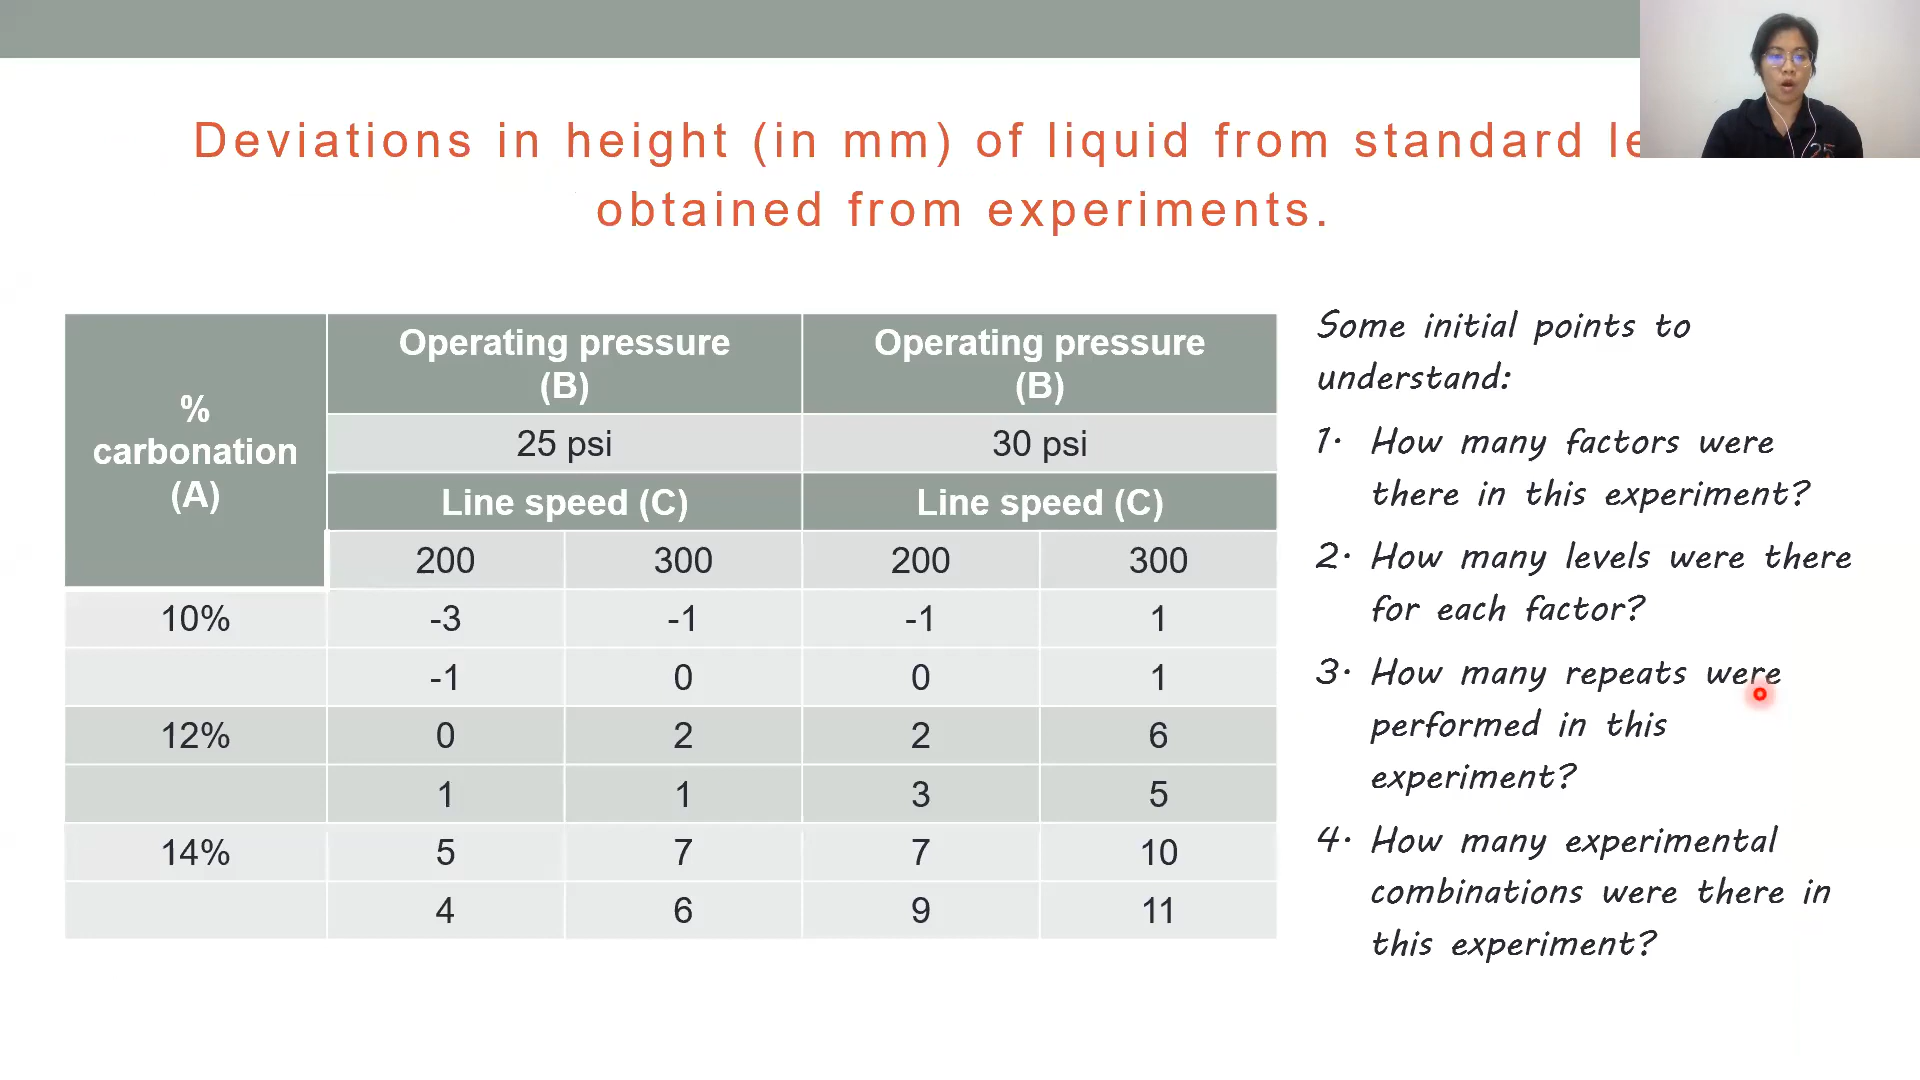 Deviations in height (in mm) of liquid from standard
obtained from experiments.
% carbonation (A)
Operating pressure (B) Operating pressure (B)
25 psi 30 psi
Line speed (C) Line speed (C)
200 300 200 300
10% -3 -1 -1 1
-1 0 0 1
12% 0 2 2 6
1 1 3 5
14% 5 7 7 10
4 6 9 11
Some initial points to
understand:
1. How many factors were
there in this experiment?
2. How many levels were there
for each factor?
3. How many repeats were
performed in this
experiment?
4. How many experimental
combinations were there in
this experiment?